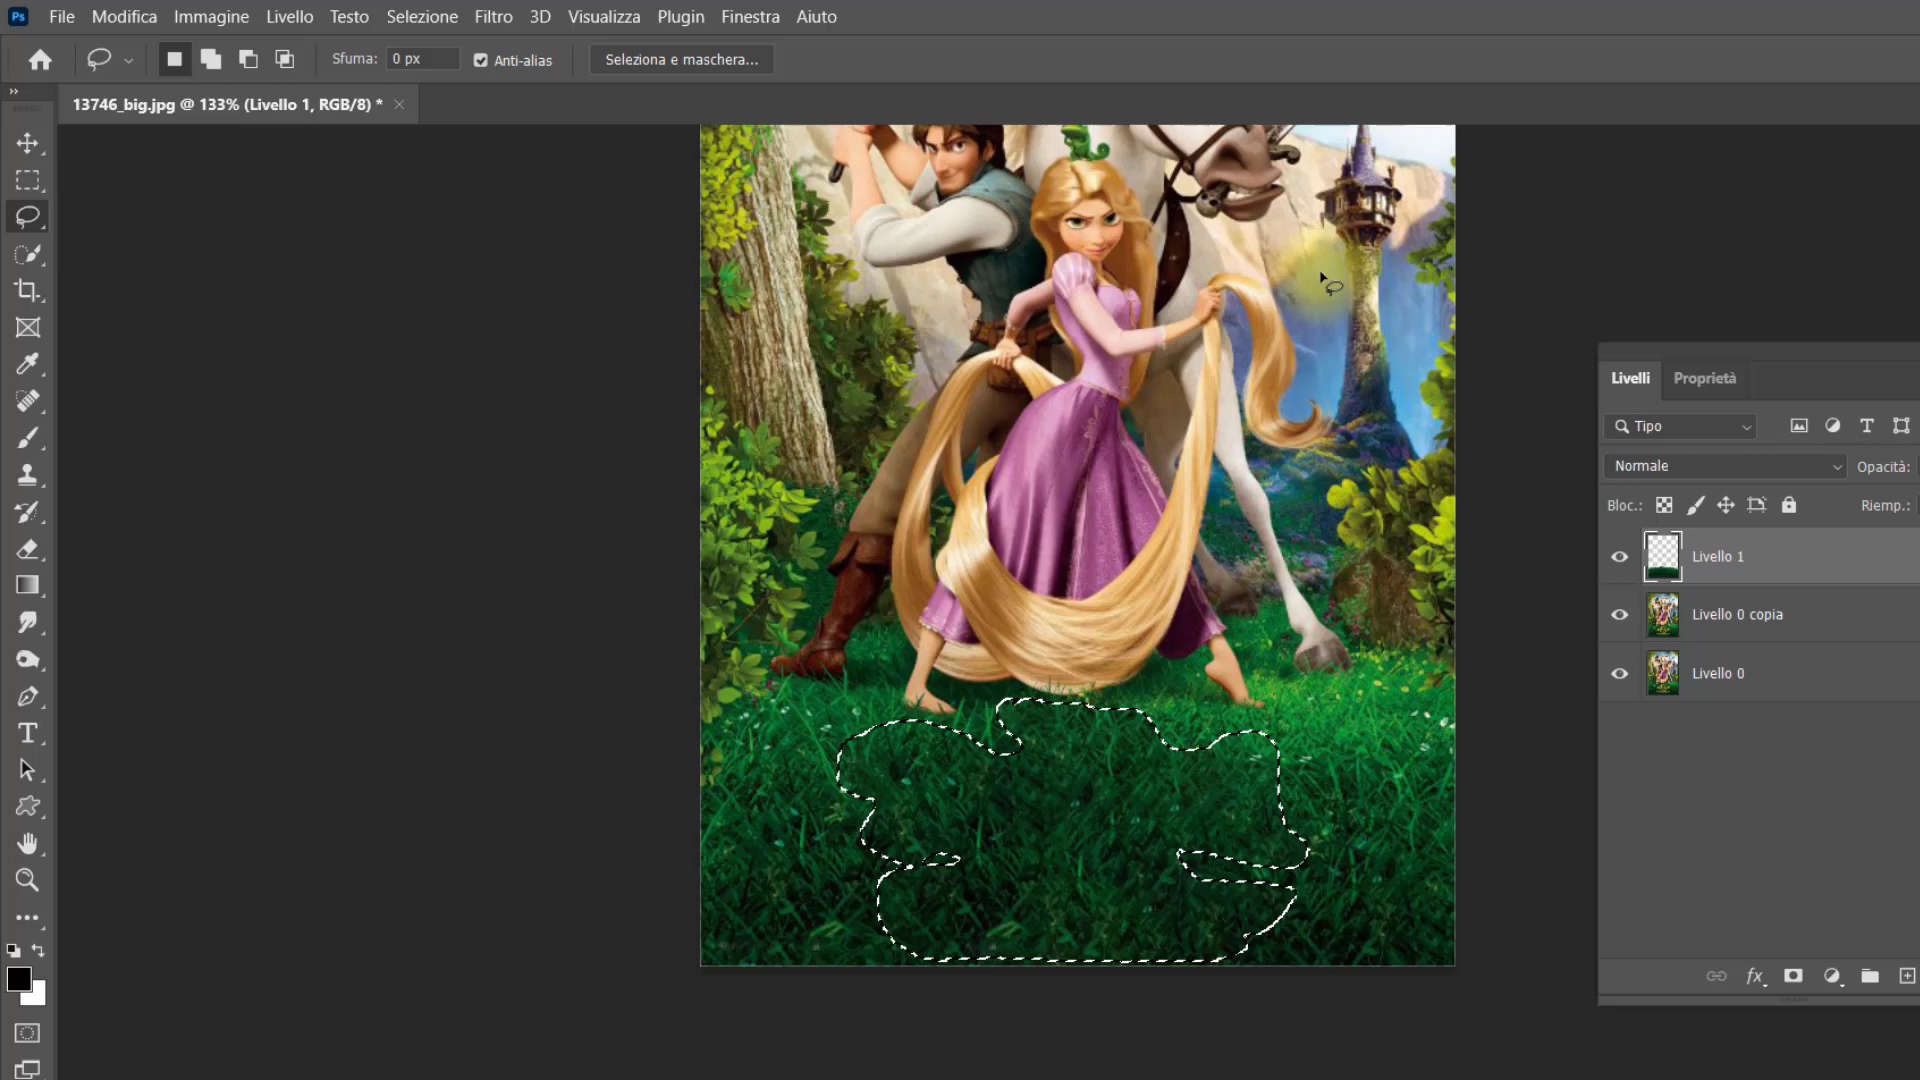 Ps File Modifica Immagine Livello Testo Selezione Filtro 3D Visualizza Plugin Finestra Aiuto
Sfuma: 0 px Anti-alias Seleziona e maschera...
13746_big.jpg @ 133% (Livello 1, RGB/8) *
Livelli Proprietà
Tipo
Normale Opacità:
Bloc.: Riemp.:
Livello 1
Livello 0 copia
Livello 0
fx